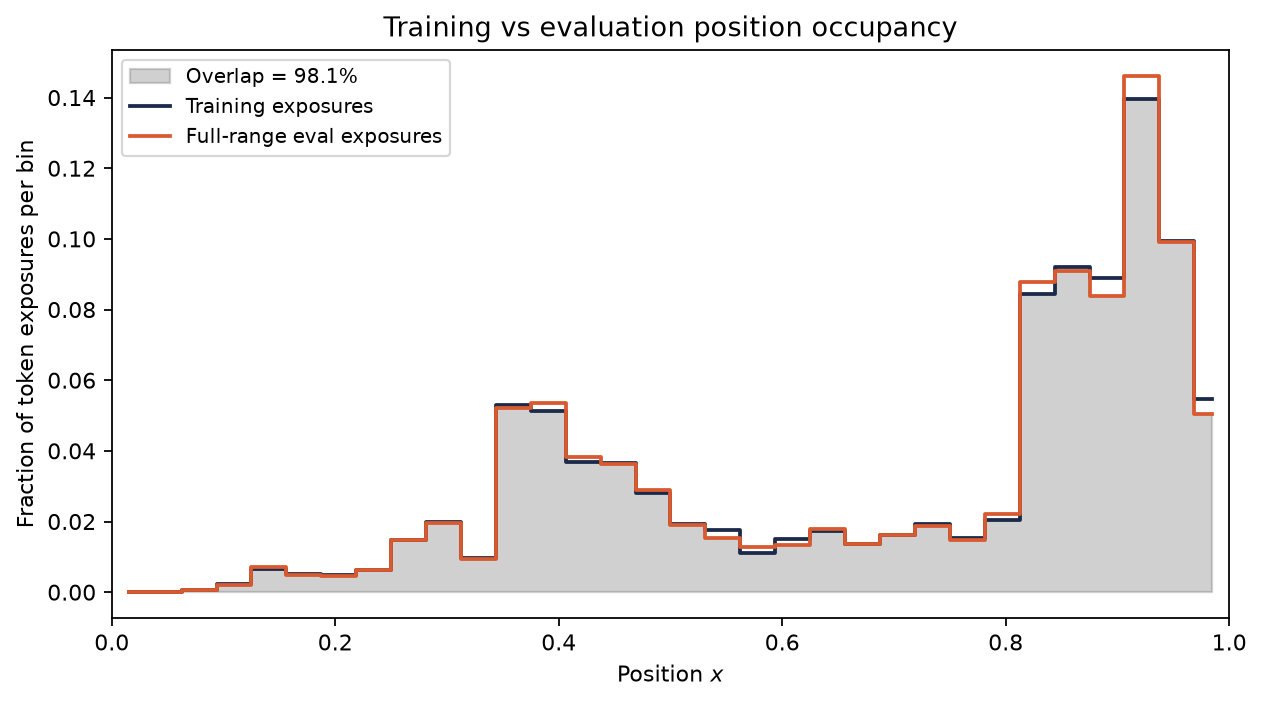 Training vs evaluation position occupancy
Overlap = 98.1%
Training exposures
Full-range eval exposures
Fraction of token exposures per bin
0.14
0.12
0.10
0.08
0.06
0.04
0.02
0.00
0.0 0.2 0.4 0.6 0.8 1.0
Position x